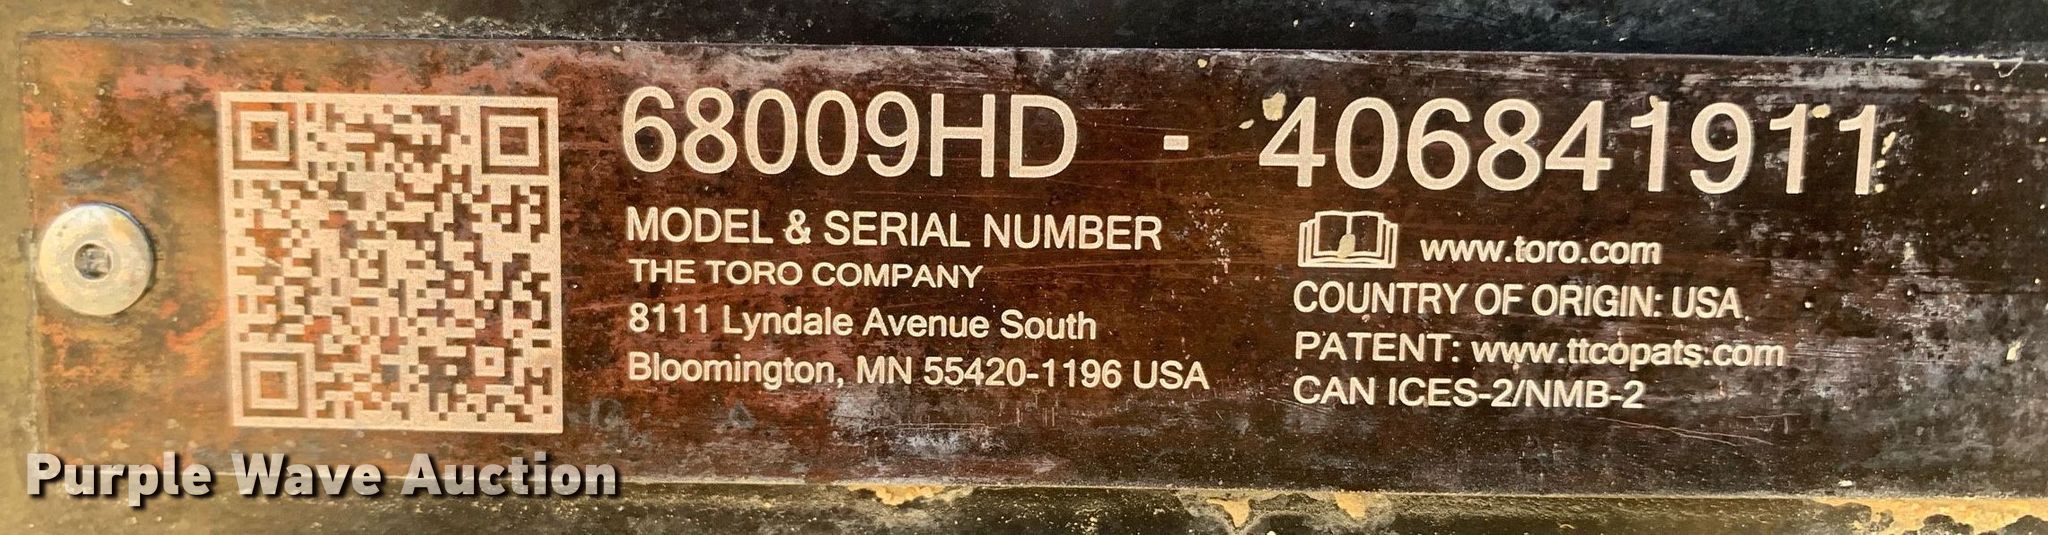 68009HD - 406841911
MODEL & SERIAL NUMBER
THE TORO COMPANY
8111 Lyndale Avenue South
Bloomington, MN 55420-1196 USA
www.toro.com
COUNTRY OF ORIGIN: USA
PATENT: www.ttcopats.com
CAN ICES-2/NMB-2
Purple Wave Auction